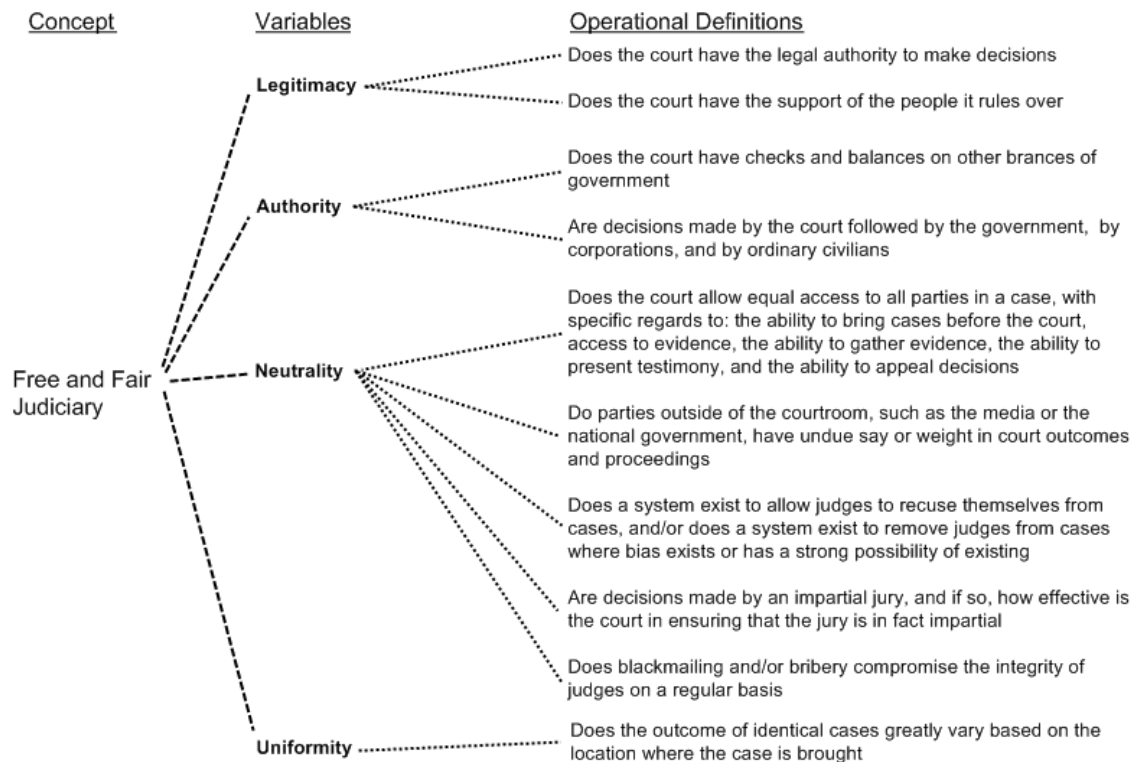 Concept Variables Operational Definitions
Legitimacy
Does the court have the legal authority to make decisions
Does the court have the support of the people it rules over
Authority
Does the court have checks and balances on other brances of
government
Are decisions made by the court followed by the government, by
corporations, and by ordinary civilians
Free and Fair
Judiciary
Neutrality
Does the court allow equal access to all parties in a case, with
specific regards to: the ability to bring cases before the court,
access to evidence, the ability to gather evidence, the ability to
present testimony, and the ability to appeal decisions
Do parties outside of the courtroom, such as the media or the
national government, have undue say or weight in court outcomes
and proceedings
Does a system exist to allow judges to recuse themselves from
cases, and/or does a system exist to remove judges from cases
where bias exists or has a strong possibility of existing
Are decisions made by an impartial jury, and if so, how effective is
the court in ensuring that the jury is in fact impartial
Does blackmailing and/or bribery compromise the integrity of
judges on a regular basis
Uniformity
Does the outcome of identical cases greatly vary based on the
location where the case is brought